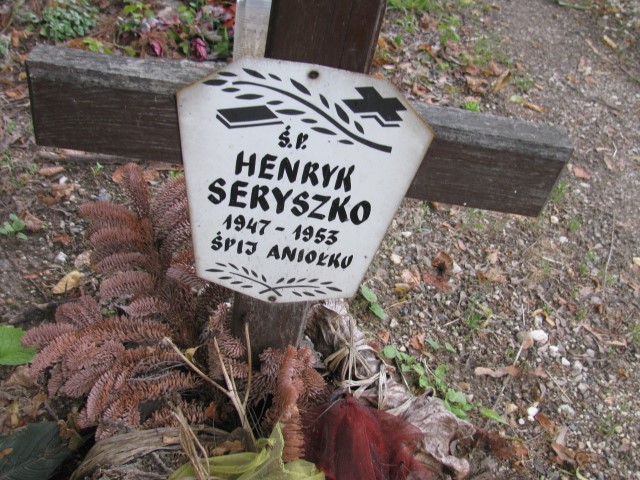 Ś.P.
HENRYK
SERYSZKO
1947-1953
ŚPIJ ANIOŁKU